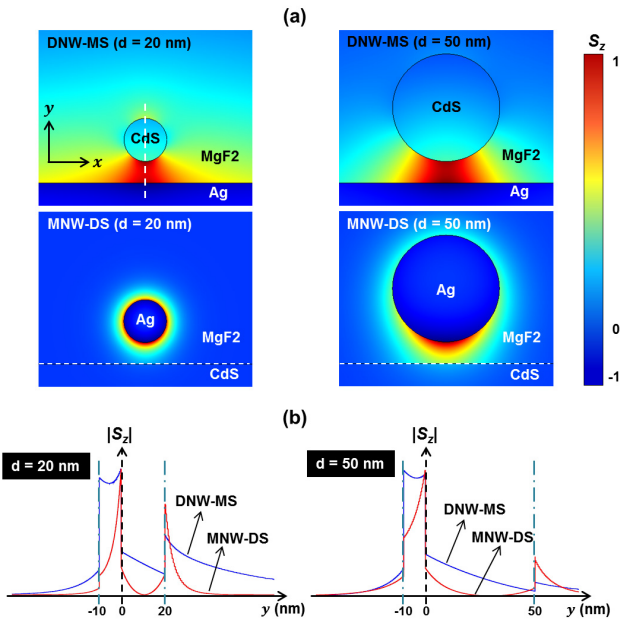 (a)
DNW-MS (d = 20 nm)
y
x
CdS
MgF2
Ag
DNW-MS (d = 50 nm)
CdS
MgF2
Ag
Sz
1
0
-1
MNW-DS (d = 20 nm)
Ag
MgF2
CdS
MNW-DS (d = 50 nm)
Ag
MgF2
CdS
(b)
|Sz|
d = 20 nm
DNW-MS
MNW-DS
-10 0 20 y (nm)
|Sz|
d = 50 nm
DNW-MS
MNW-DS
-10 0 50 y (nm)